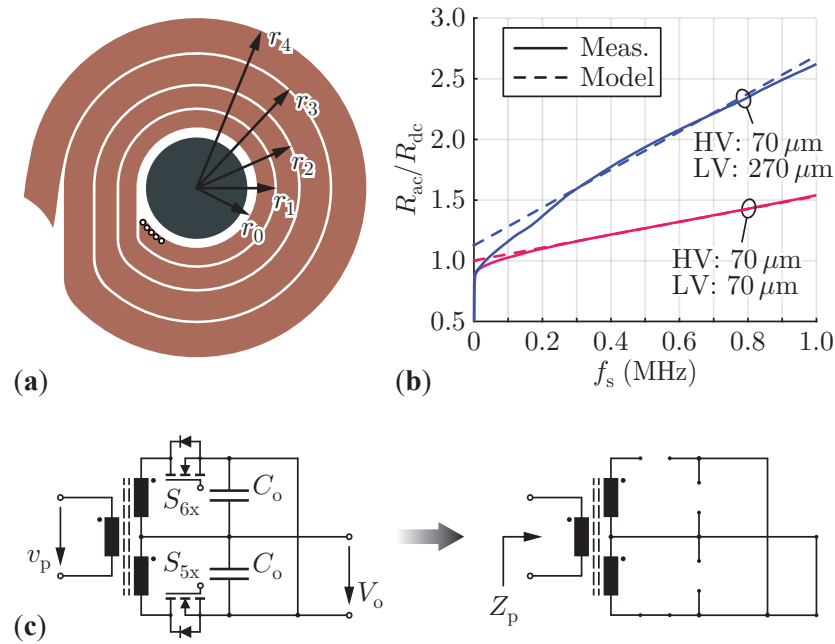 r₄
r₃
r₂
r₁
r₀
(a)
Rac/Rdc
3.0
2.5
2.0
1.5
1.0
0.5
Meas.
Model
HV: 70 μm
LV: 270 μm
HV: 70 μm
LV: 70 μm
0
0.2
0.4
0.6
0.8
1.0
fs (MHz)
(b)
vp
S6x
Co
S5x
Co
Vo
Zp
(c)